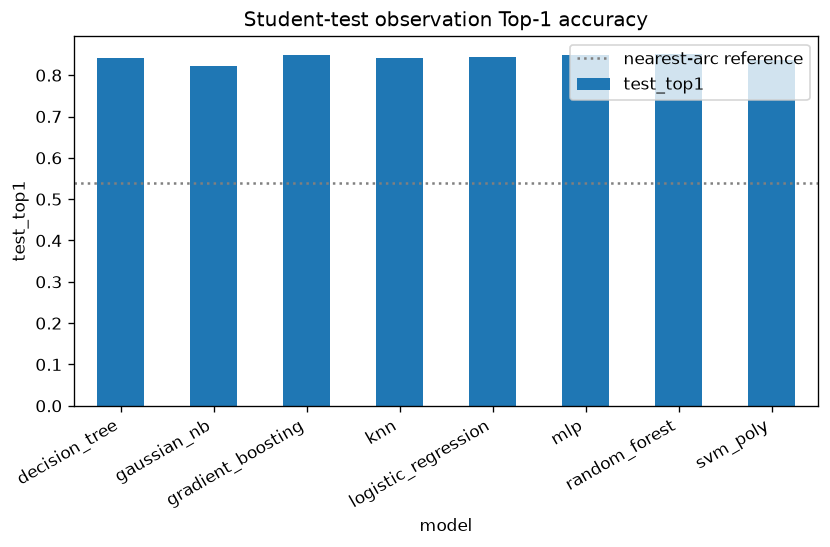 Student-test observation Top-1 accuracy
nearest-arc reference
test_top1
test_top1
0.8
0.7
0.6
0.5
0.4
0.3
0.2
0.1
0.0
decision_tree
gaussian_nb
gradient_boosting
knn
logistic_regression
mlp
random_forest
svm_poly
model